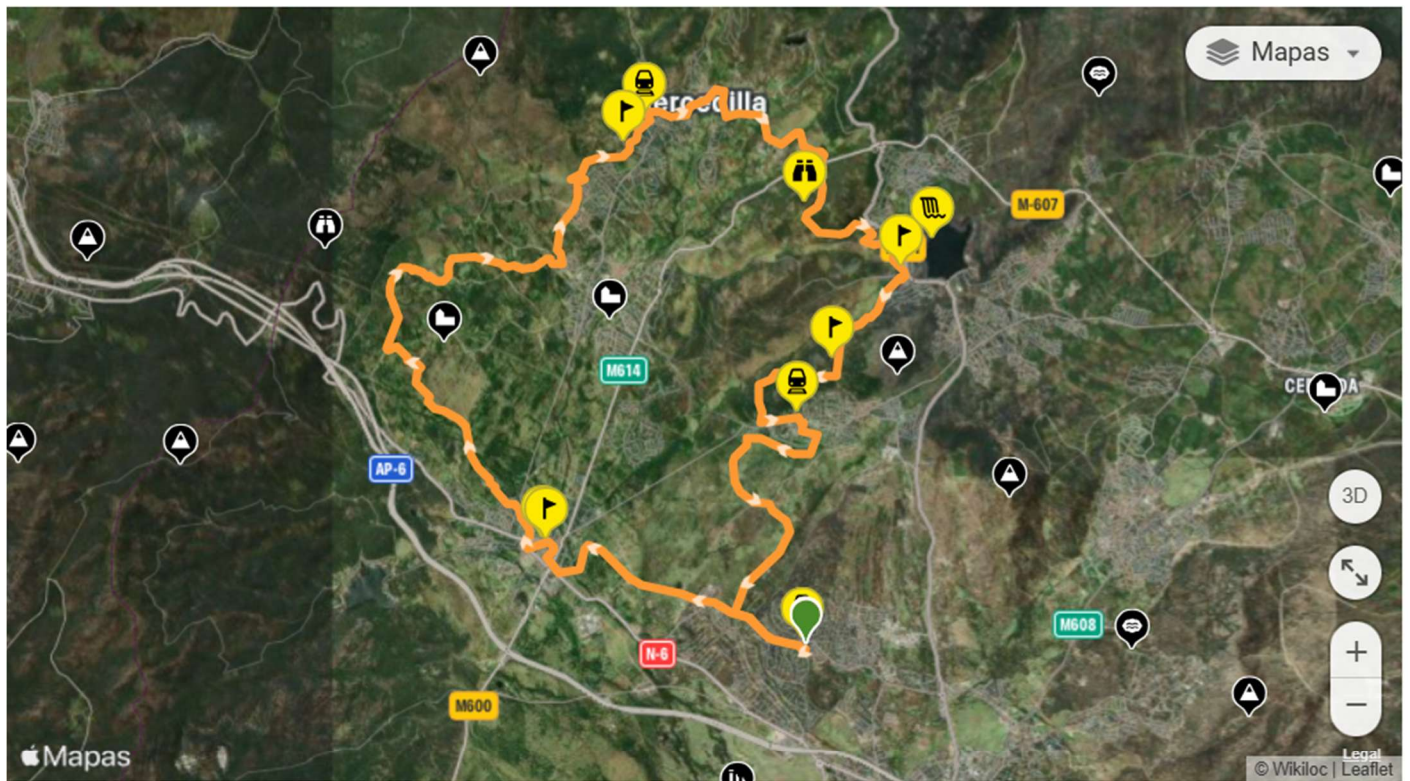 Mapas
M-607
M614
AP-6
3D
M608
N-6
M600
+
−
Mapas
Legal
© Wikiloc | Leaflet